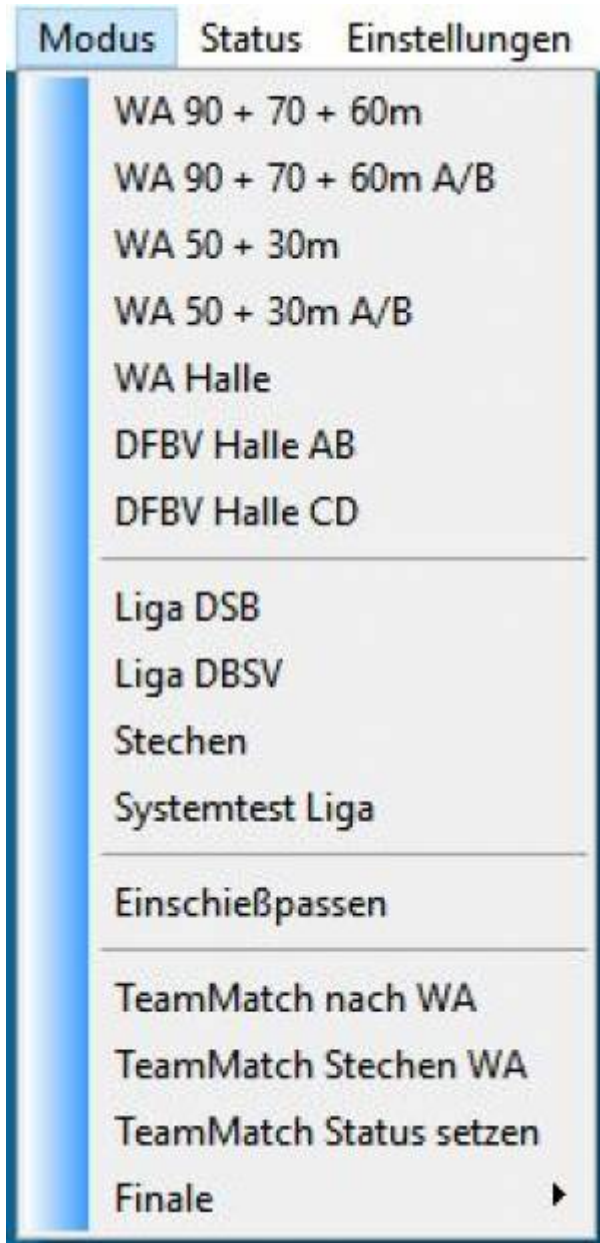 Modus Status Einstellungen
WA 90 + 70 + 60m
WA 90 + 70 + 60m A/B
WA 50 + 30m
WA 50 + 30m A/B
WA Halle
DFBV Halle AB
DFBV Halle CD
Liga DSB
Liga DBSV
Stechen
Systemtest Liga
Einschießpassen
TeamMatch nach WA
TeamMatch Stechen WA
TeamMatch Status setzen
Finale